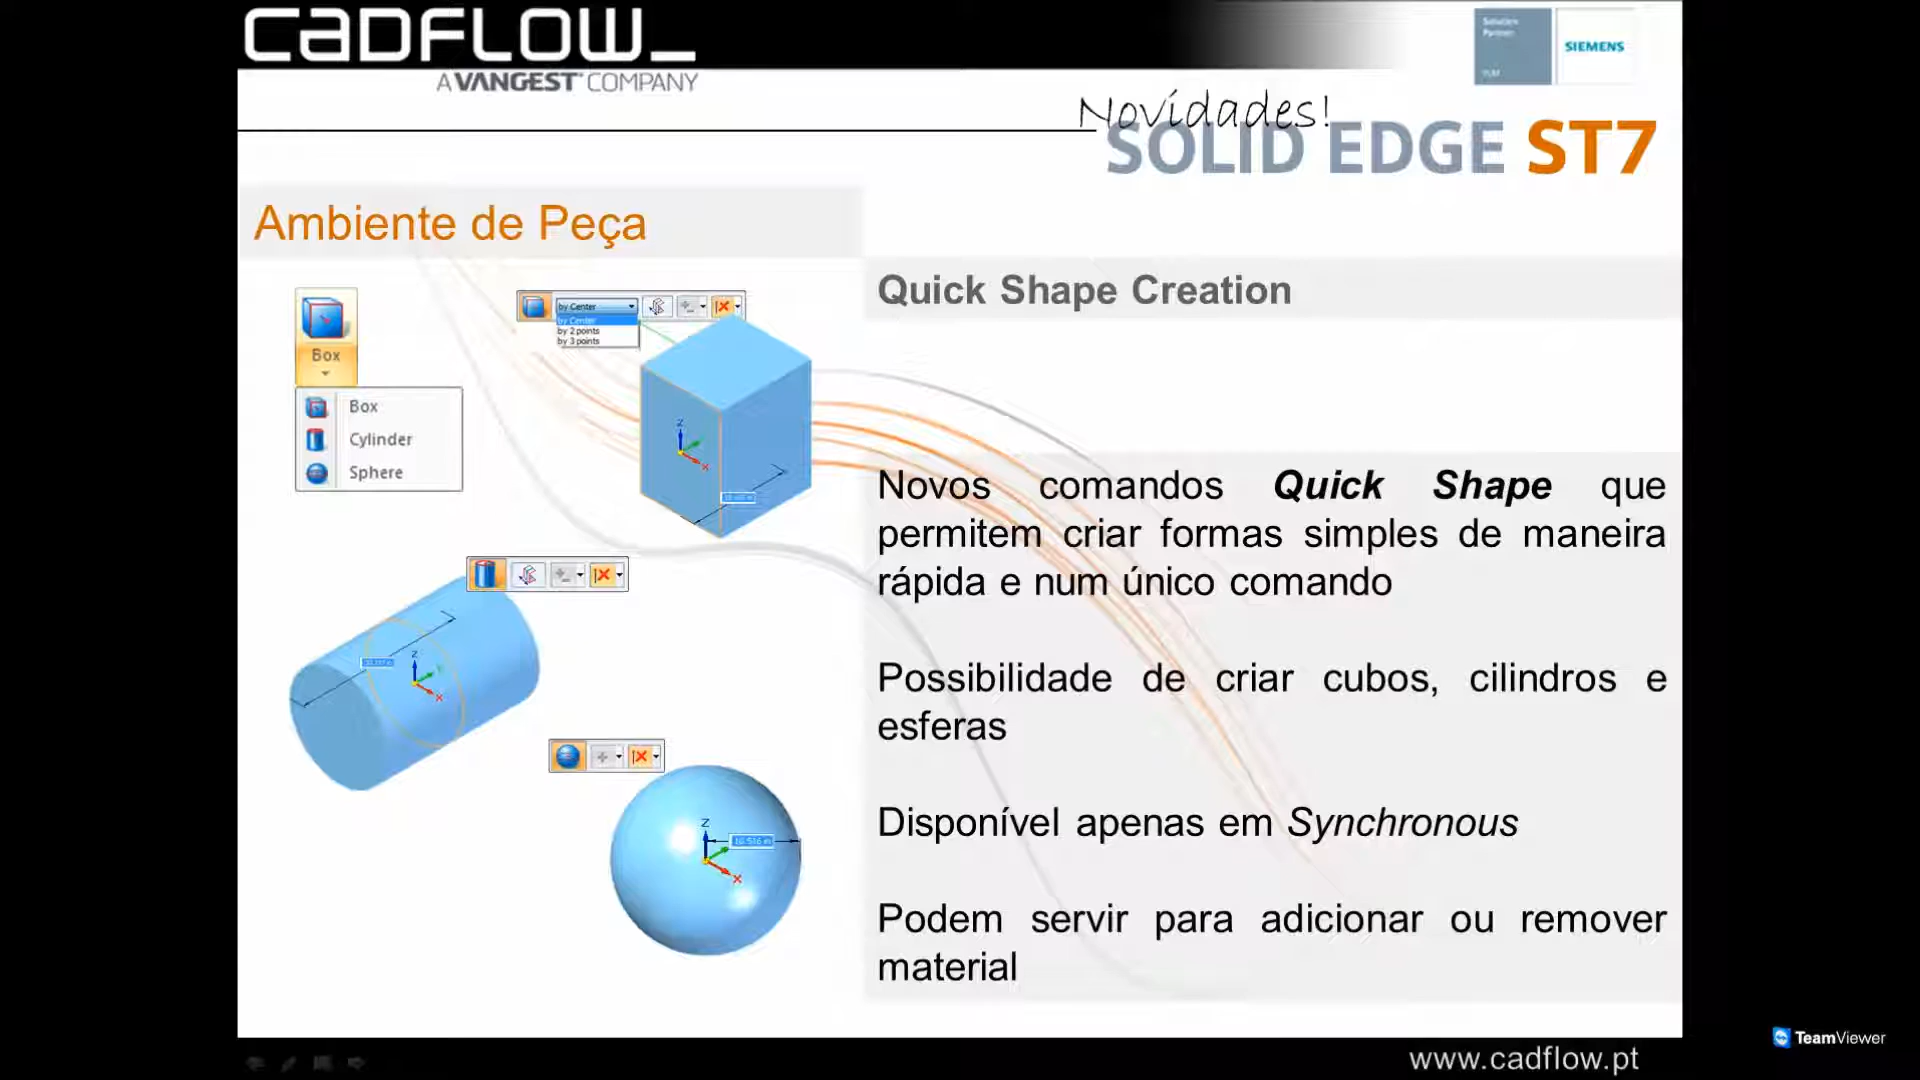 CADFLOW_
A VANGEST COMPANY
Solution
Partner
PLM
SIEMENS
Novidades!
SOLID EDGE ST7
Ambiente de Peça
Quick Shape Creation
Box
Box
Cylinder
Sphere
by Center
by Center
by 2 points
by 3 points
Z
X
Z
X
Z
X
Novos comandos Quick Shape que
permitem criar formas simples de maneira
rápida e num único comando
Possibilidade de criar cubos, cilindros e
esferas
Disponível apenas em Synchronous
Podem servir para adicionar ou remover
material
TeamViewer
www.cadflow.pt